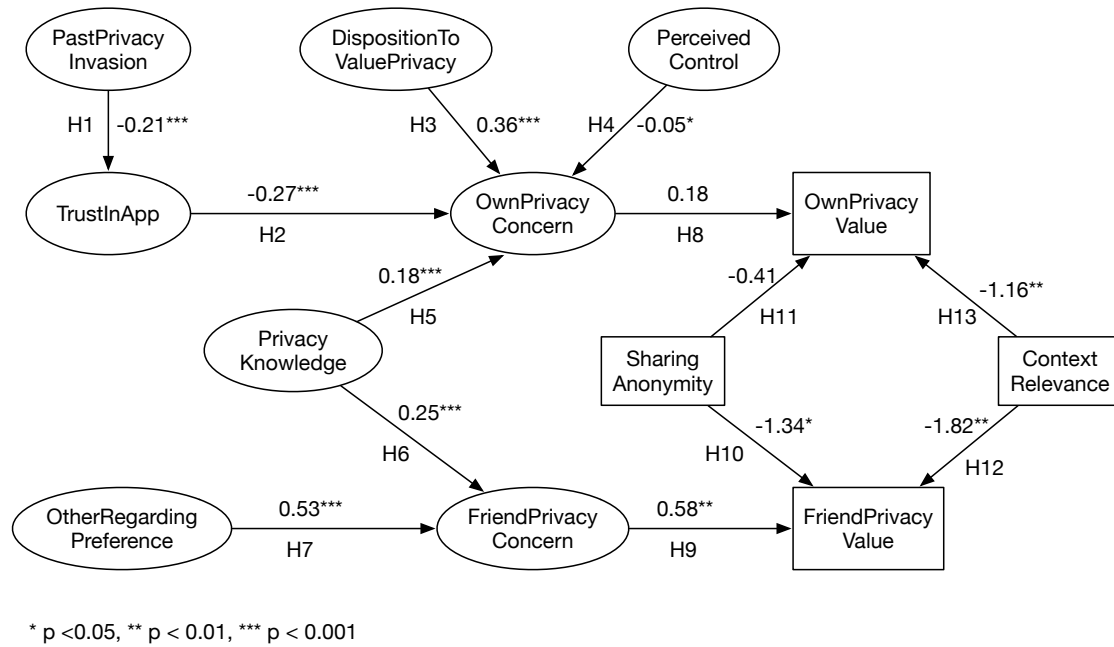 PastPrivacy
Invasion
DispositionTo
ValuePrivacy
Perceived
Control
H1
-0.21***
H3
0.36***
H4
-0.05*
TrustInApp
-0.27***
H2
OwnPrivacy
Concern
0.18
H8
OwnPrivacy
Value
0.18***
H5
-0.41
H11
-1.16**
H13
Privacy
Knowledge
Sharing
Anonymity
Context
Relevance
0.25***
H6
-1.34*
H10
-1.82**
H12
OtherRegarding
Preference
0.53***
H7
FriendPrivacy
Concern
0.58**
H9
FriendPrivacy
Value
* p <0.05, ** p < 0.01, *** p < 0.001